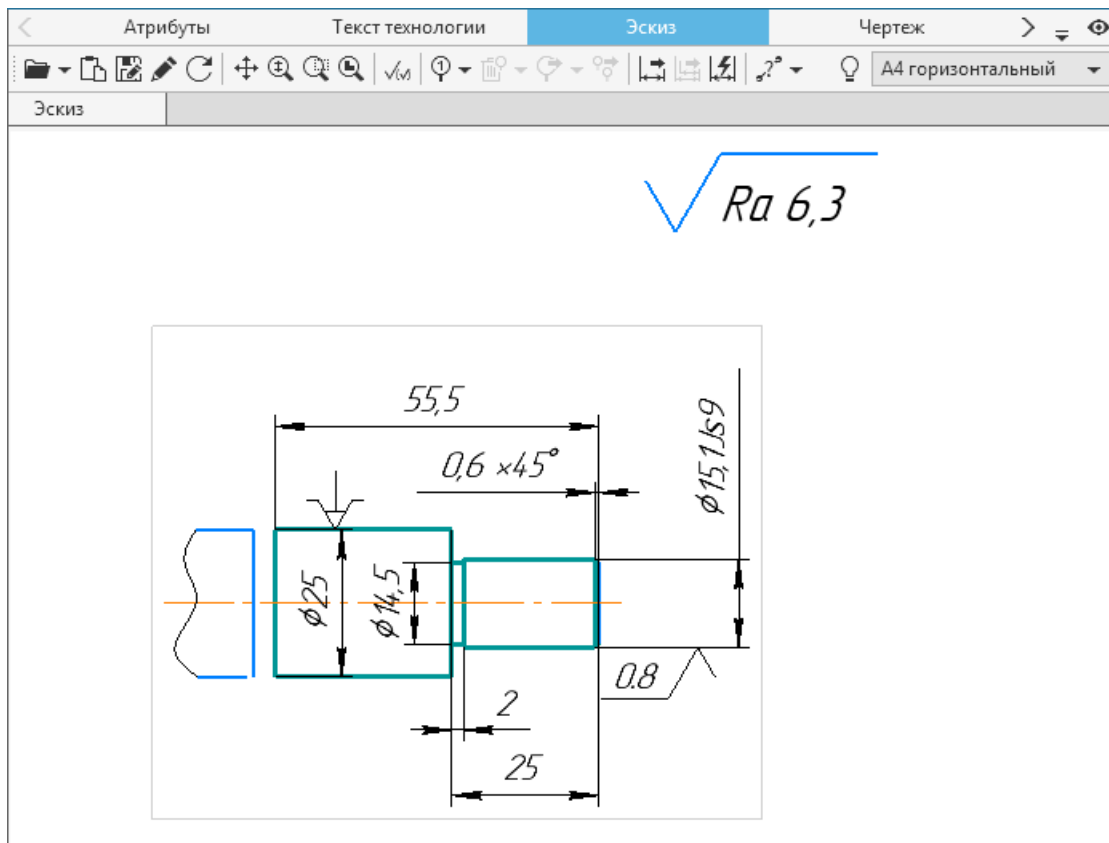 Атрибуты Текст технологии Эскиз Чертеж
А4 горизонтальный
Эскиз
Ra 6,3
55,5
0,6 ×45°
ϕ15,1Js9
ϕ25
ϕ14,5
0.8
2
25